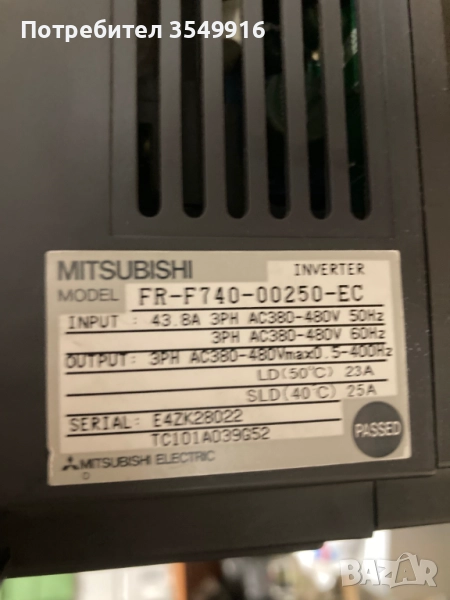 Потребител 3549916
MITSUBISHI INVERTER
MODEL FR-F740-00250-EC
INPUT : 43.8A 3PH AC380-480V 50Hz
3PH AC380-480V 60Hz
OUTPUT: 3PH AC380-480Vmax0.5-400Hz
LD(50°C) 23A
SLD(40°C) 25A
SERIAL: E4ZK28022
TC101A039G52
PASSED
MITSUBISHI ELECTRIC
D
BAZAR